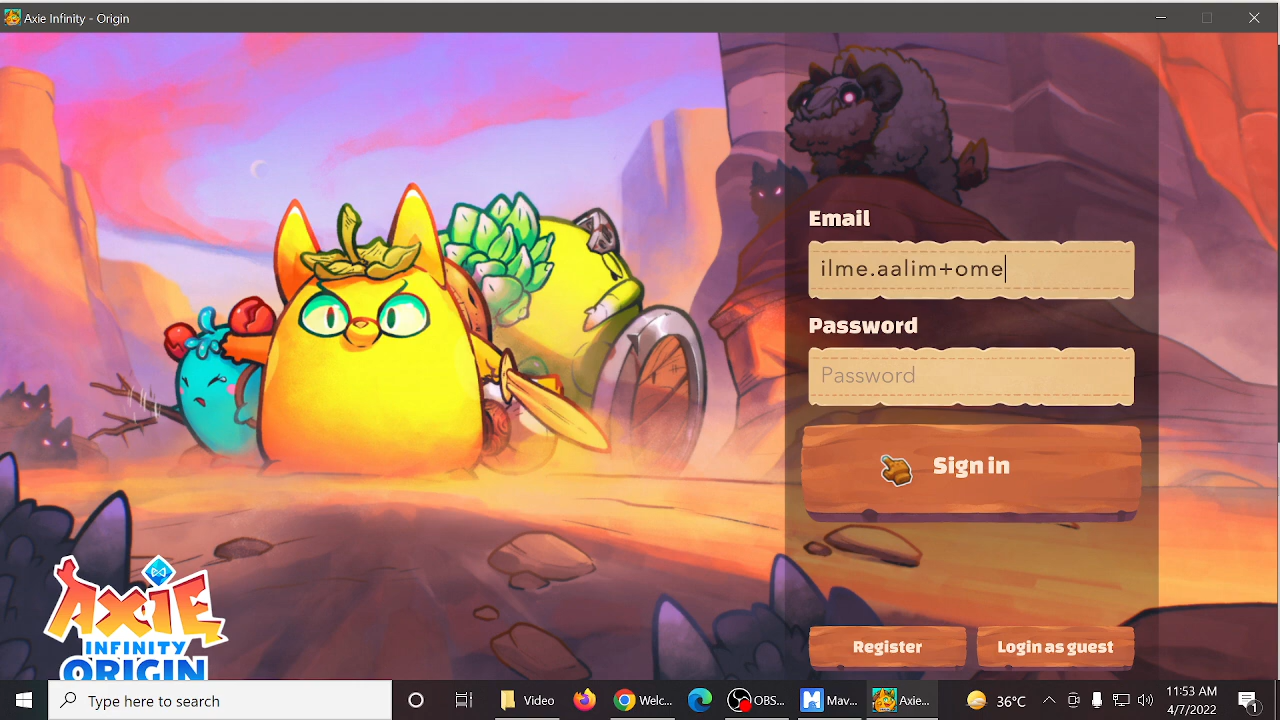 Axie Infinity - Origin
Email
ilme.aalim+ome
Password
Password
Sign in
Register
Login as guest
AXIE
INFINITY
ORIGIN
Type here to search
Video
Welc...
OBS...
Mav...
Axie...
36°C
11:53 AM
4/7/2022
1